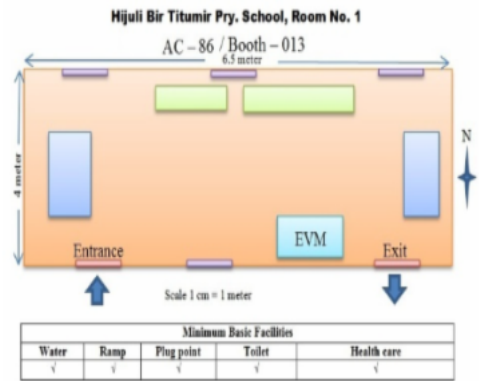 Hijuli Bir Titumir Pry. School, Room No. 1
AC – 86 / Booth – 013
6.5 meter
4 meter
N
EVM
Entrance
Exit
Scale 1 cm = 1 meter
Minimum Basic Facilities
Water Ramp Plug point Toilet Health care
√ √ √ √ √